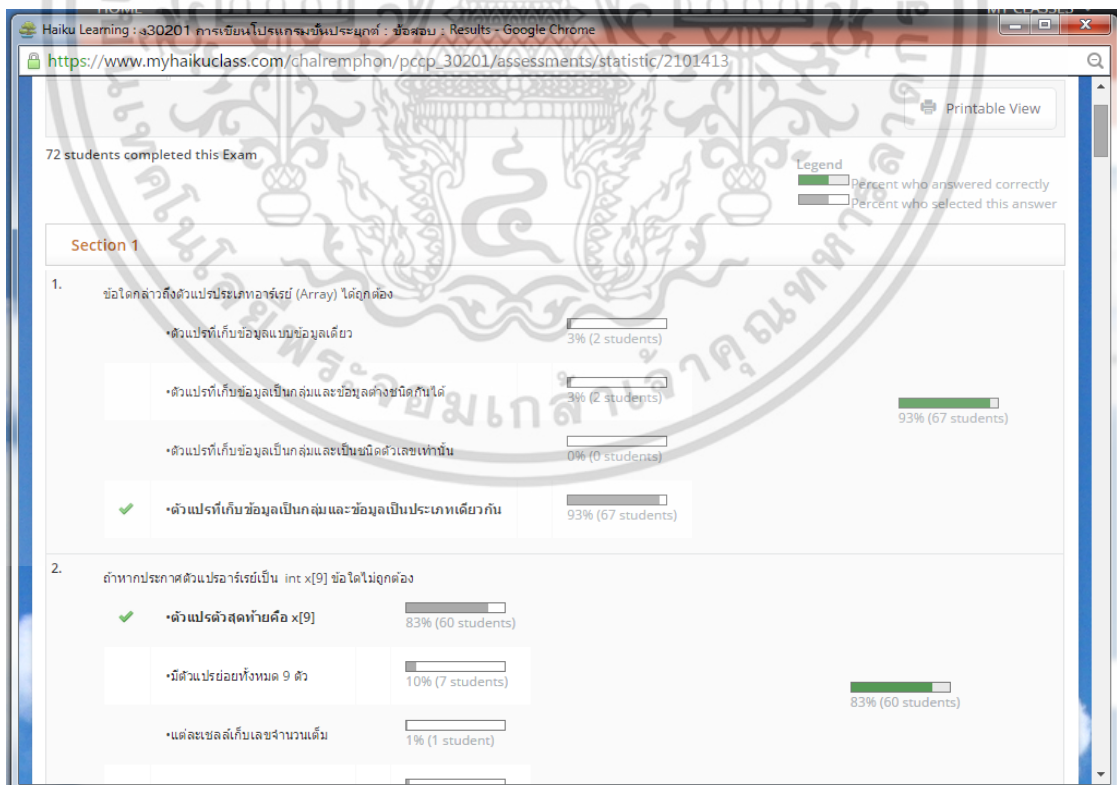 HOME
MY CLASSES
Haiku Learning : ว30201 การเขียนโปรแกรมขั้นประยุกต์ : ข้อสอบ : Results - Google Chrome
https://www.myhaikuclass.com/chalremphon/pccp_30201/assessments/statistic/2101413
Printable View
72 students completed this Exam
Legend
Percent who answered correctly
Percent who selected this answer
Section 1
1.
ข้อใดกล่าวถึงตัวแปรประเภทอาร์เรย์ (Array) ได้ถูกต้อง
•ตัวแปรที่เก็บข้อมูลแบบข้อมูลเดี่ยว
3% (2 students)
•ตัวแปรที่เก็บข้อมูลเป็นกลุ่มและข้อมูลต่างชนิดกันได้
3% (2 students)
93% (67 students)
•ตัวแปรที่เก็บข้อมูลเป็นกลุ่มและเป็นชนิดตัวเลขเท่านั้น
0% (0 students)
•ตัวแปรที่เก็บข้อมูลเป็นกลุ่มและข้อมูลเป็นประเภทเดียวกัน
93% (67 students)
2.
ถ้าหากประกาศตัวแปรอาร์เรย์เป็น int x[9] ข้อใดไม่ถูกต้อง
•ตัวแปรตัวสุดท้ายคือ x[9]
83% (60 students)
•มีตัวแปรย่อยทั้งหมด 9 ตัว
10% (7 students)
83% (60 students)
•แต่ละเซลล์เก็บเลขจำนวนเต็ม
1% (1 student)